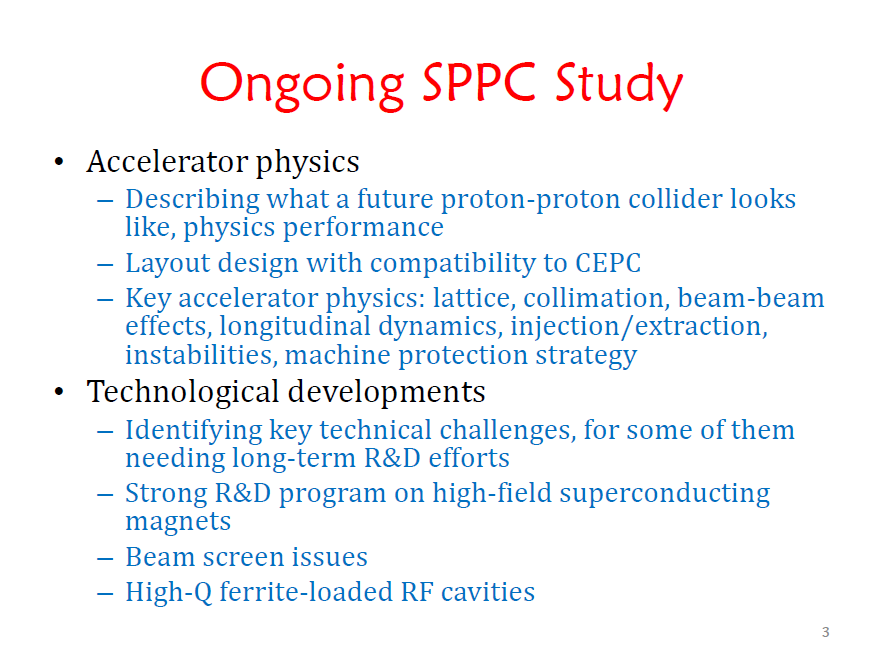 Ongoing SPPC Study
• Accelerator physics
– Describing what a future proton-proton collider looks
like, physics performance
– Layout design with compatibility to CEPC
– Key accelerator physics: lattice, collimation, beam-beam
effects, longitudinal dynamics, injection/extraction,
instabilities, machine protection strategy
• Technological developments
– Identifying key technical challenges, for some of them
needing long-term R&D efforts
– Strong R&D program on high-field superconducting
magnets
– Beam screen issues
– High-Q ferrite-loaded RF cavities
3